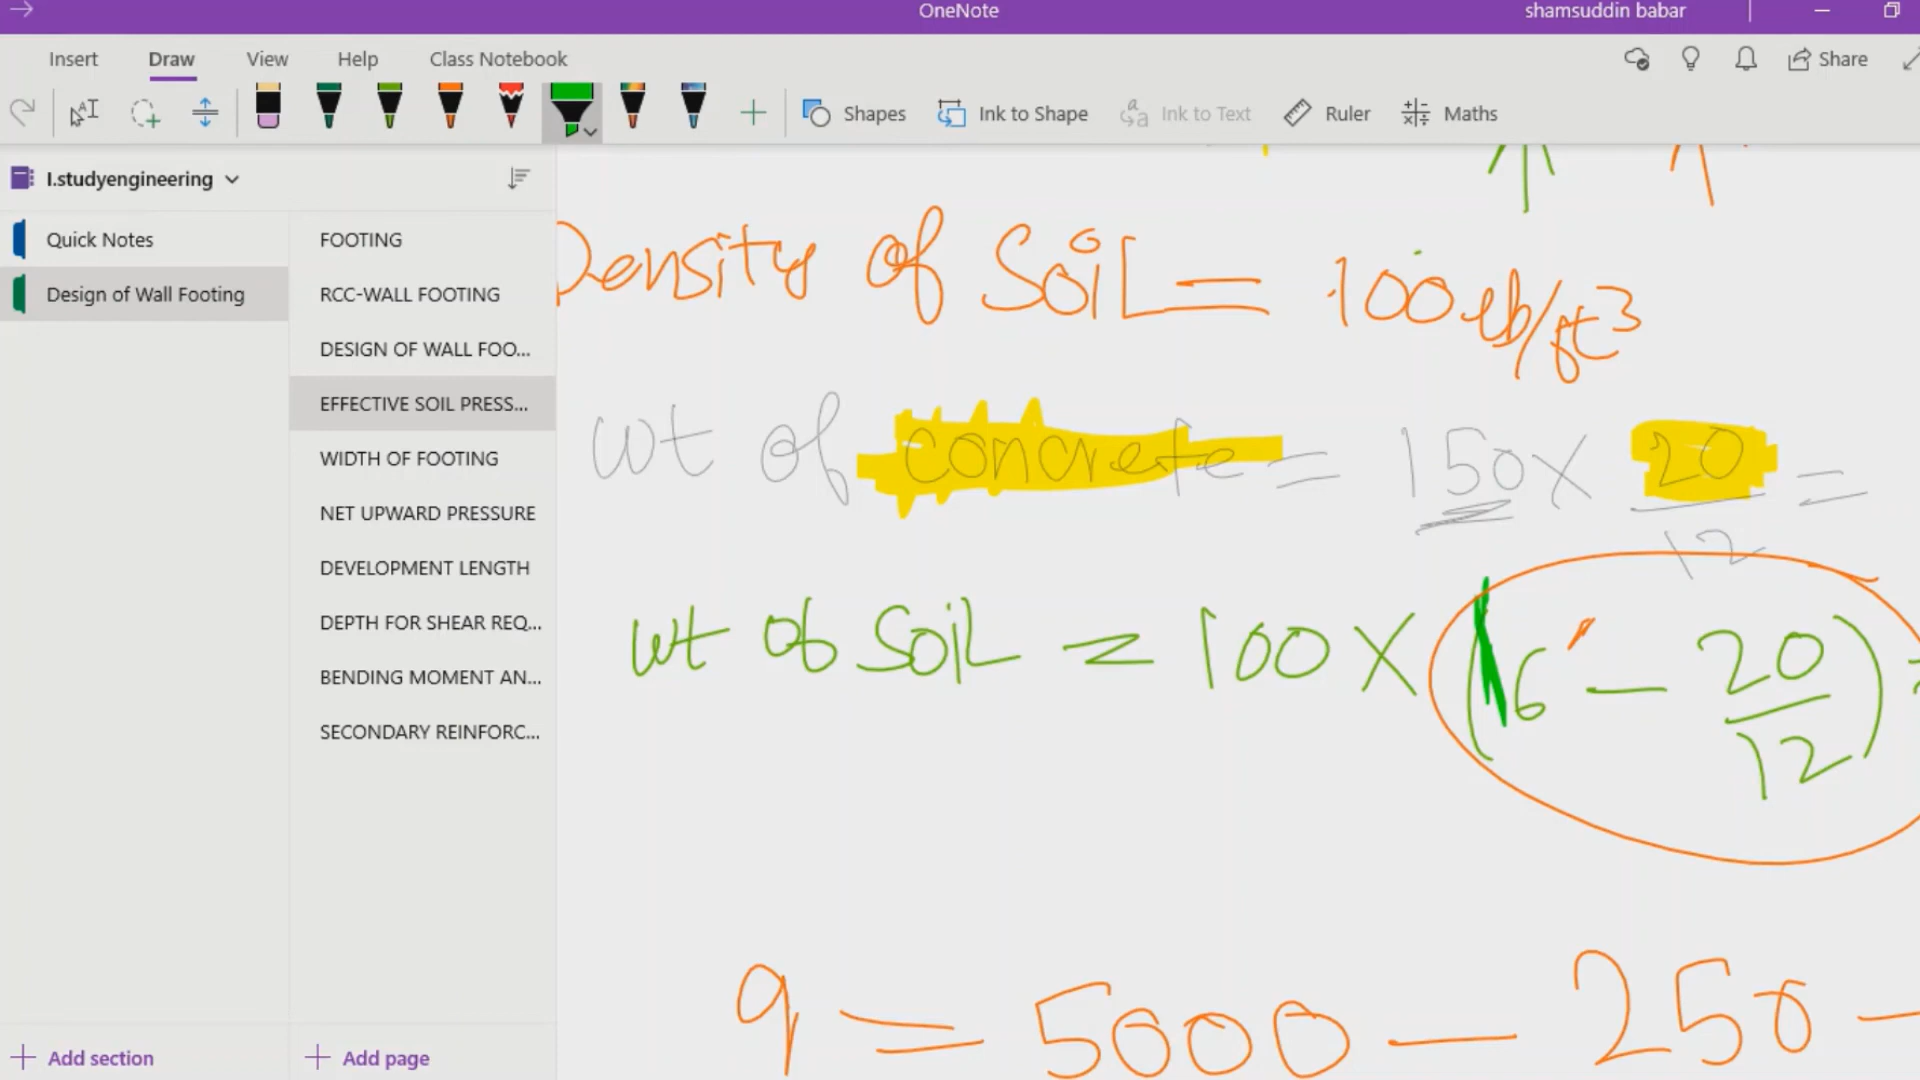 OneNote
shamsuddin babar
Insert
Draw
View
Help
Class Notebook
Share
Shapes
Ink to Shape
Ink to Text
Ruler
Maths
I.studyengineering
Quick Notes
Design of Wall Footing
FOOTING
RCC-WALL FOOTING
DESIGN OF WALL FOO...
EFFECTIVE SOIL PRESS...
WIDTH OF FOOTING
NET UPWARD PRESSURE
DEVELOPMENT LENGTH
DEPTH FOR SHEAR REQ...
BENDING MOMENT AN...
SECONDARY REINFORC...
Add section
Add page
Density of Soil = 100 lb/ft³
wt of concrete = 150 X 20/12 =
wt of Soil = 100 X (6' - 20/12) =
q = 5000 - 250 -